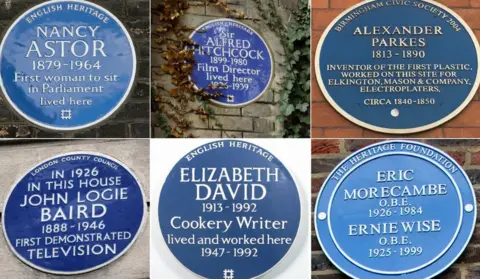 ENGLISH HERITAGE
NANCY
ASTOR
1879-1964
First woman to sit
in Parliament
lived here
ENGLISH HERITAGE
Sir
ALFRED
HITCHCOCK
1899-1980
Film Director
lived here
1926-1939
BIRMINGHAM CIVIC SOCIETY 2004
ALEXANDER
PARKES
1813-1890
INVENTOR OF THE FIRST PLASTIC,
WORKED ON THIS SITE FOR
ELKINGTON, MASON & COMPANY,
ELECTROPLATERS,
CIRCA 1840-1850
LONDON COUNTY COUNCIL
IN 1926
IN THIS HOUSE
JOHN LOGIE
BAIRD
1888-1946
FIRST DEMONSTRATED
TELEVISION
ENGLISH HERITAGE
ELIZABETH
DAVID
1913-1992
Cookery Writer
lived and worked here
1947-1992
THE HERITAGE FOUNDATION
ERIC
MORECAMBE
O.B.E.
1926-1984
ERNIE WISE
O.B.E.
1925-1999